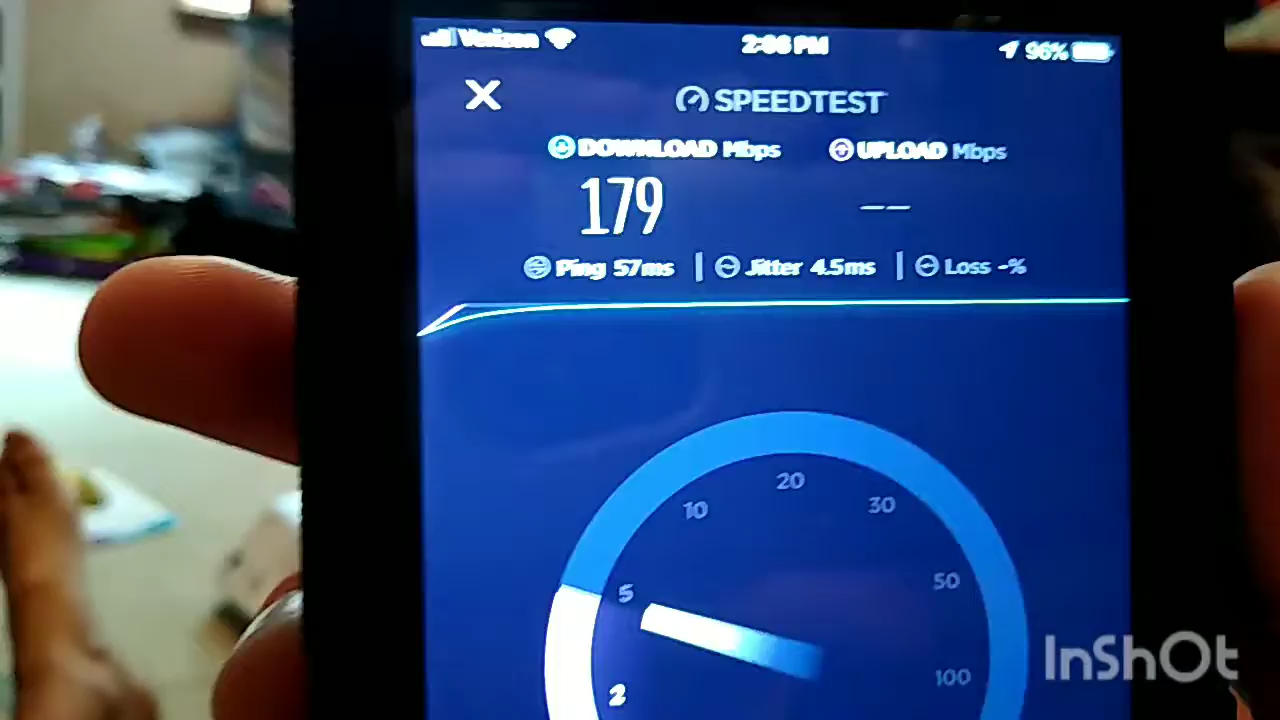 Verizon 2:06 PM 96%
SPEEDTEST
DOWNLOAD Mbps UPLOAD Mbps
179 --
Ping 57ms | Jitter 4.5ms | Loss -%
20
10 30
5 50
100
2
InShOt